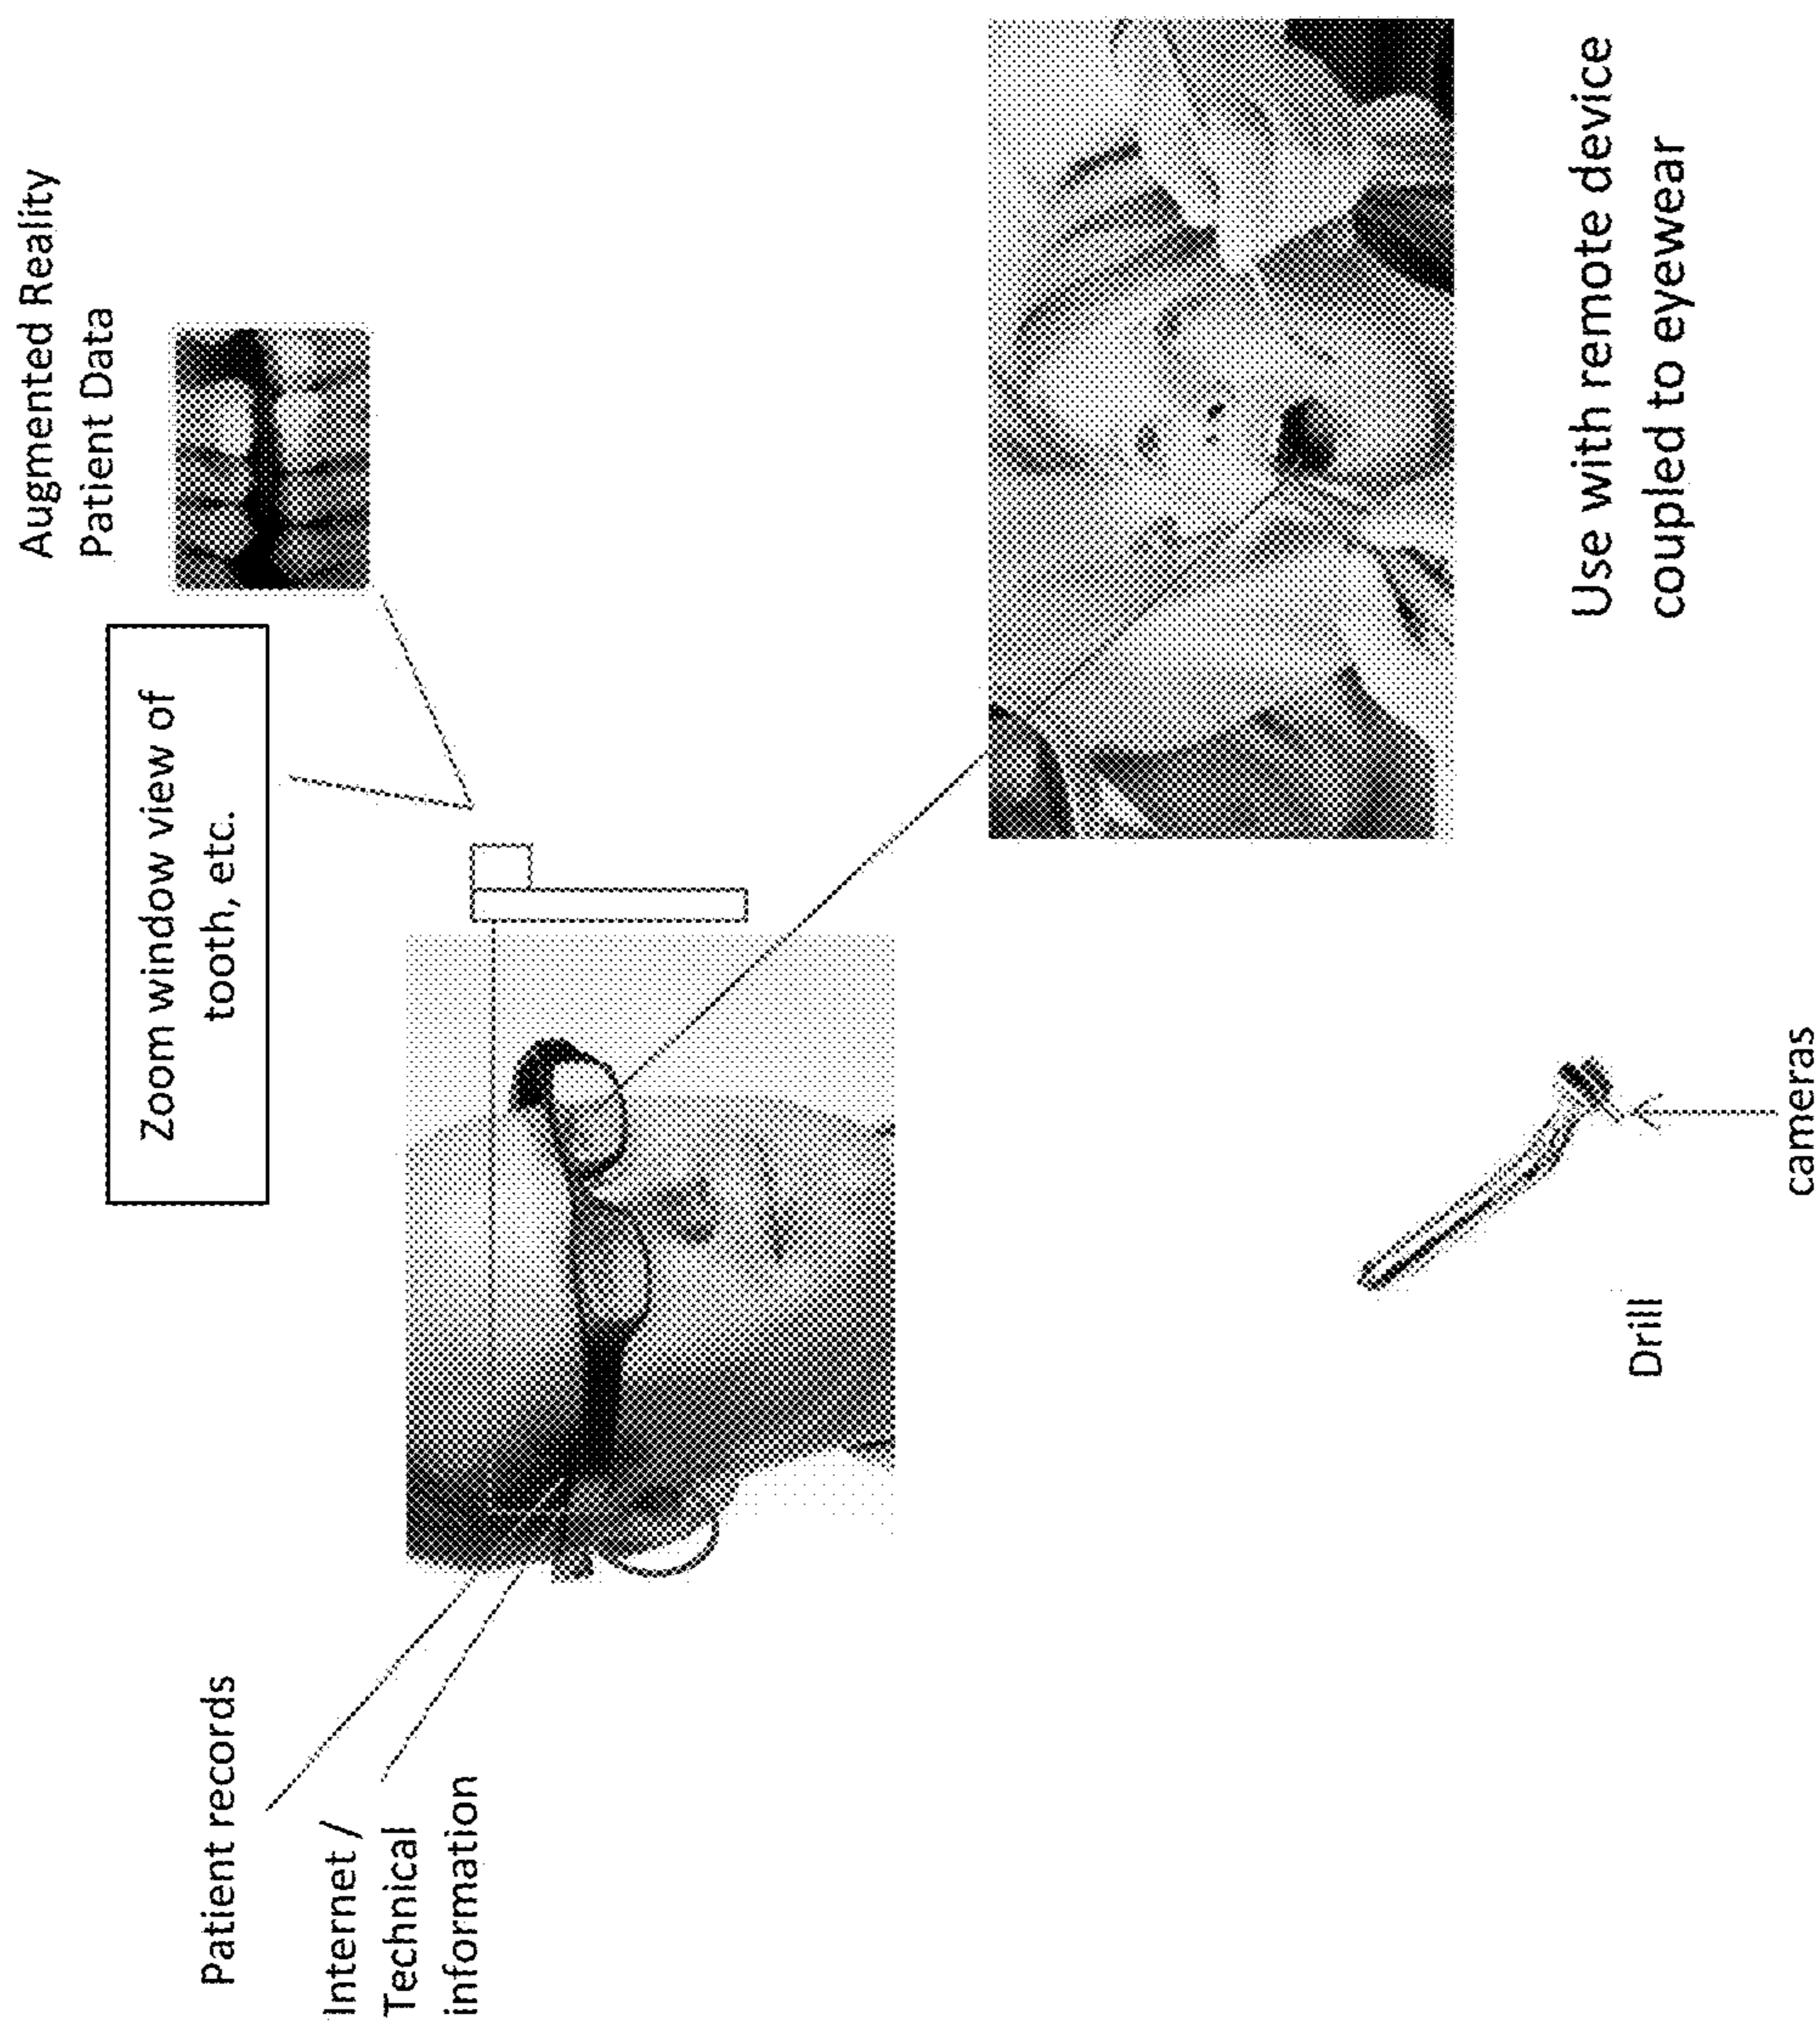 Patient records
Internet /
Technical
information
Zoom window view of
tooth, etc.
Augmented Reality
Patient Data
Drill
cameras
Use with remote device
coupled to eyewear